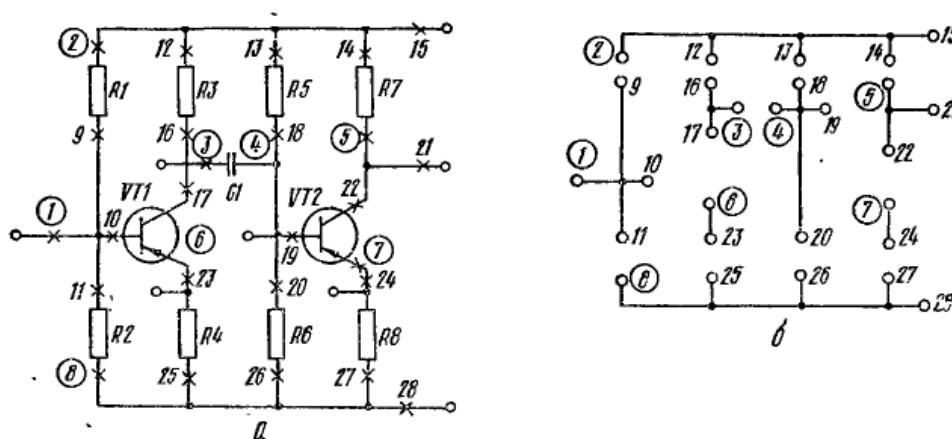 2 12 13 14 15
R1 R3 R5 R7
9 16 3 4 18 5 21
C1
17 22
VT1 VT2
1 10 6 19 7
11 23 20 24
R2 R4 R6 R8
8 25 26 27 28
а
2 12 13 14 15
9 16 18 5
17 3 4 19 2
1 10 22
6 7
11 23 20 24
8 25 26 27 29
б